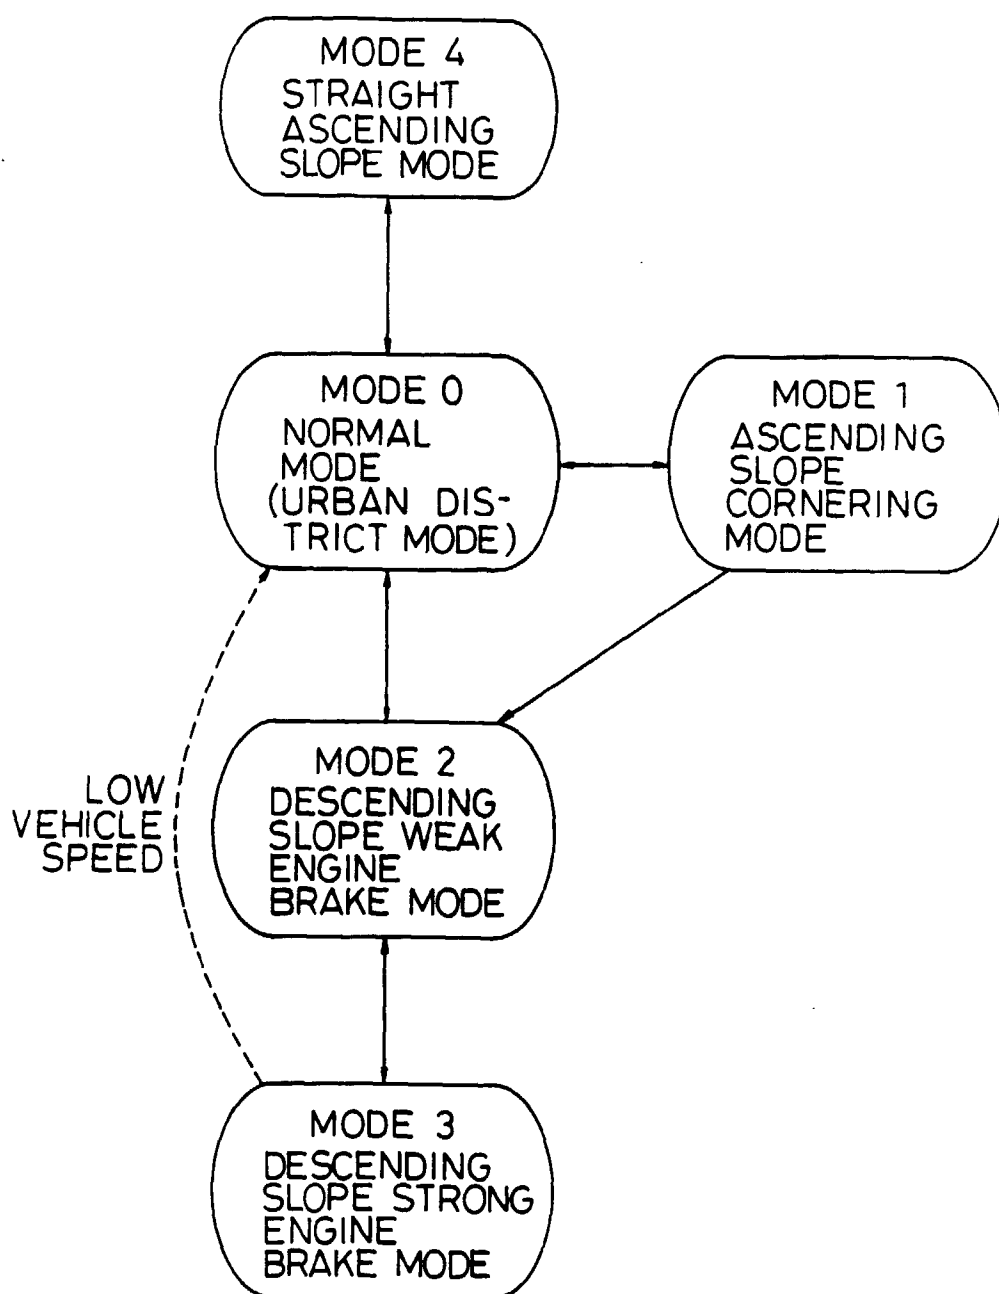 MODE 4
STRAIGHT
ASCENDING
SLOPE MODE
MODE 0
NORMAL
MODE
(URBAN DIS-
TRICT MODE)
MODE 1
ASCENDING
SLOPE
CORNERING
MODE
LOW
VEHICLE
SPEED
MODE 2
DESCENDING
SLOPE WEAK
ENGINE
BRAKE MODE
MODE 3
DESCENDING
SLOPE STRONG
ENGINE
BRAKE MODE